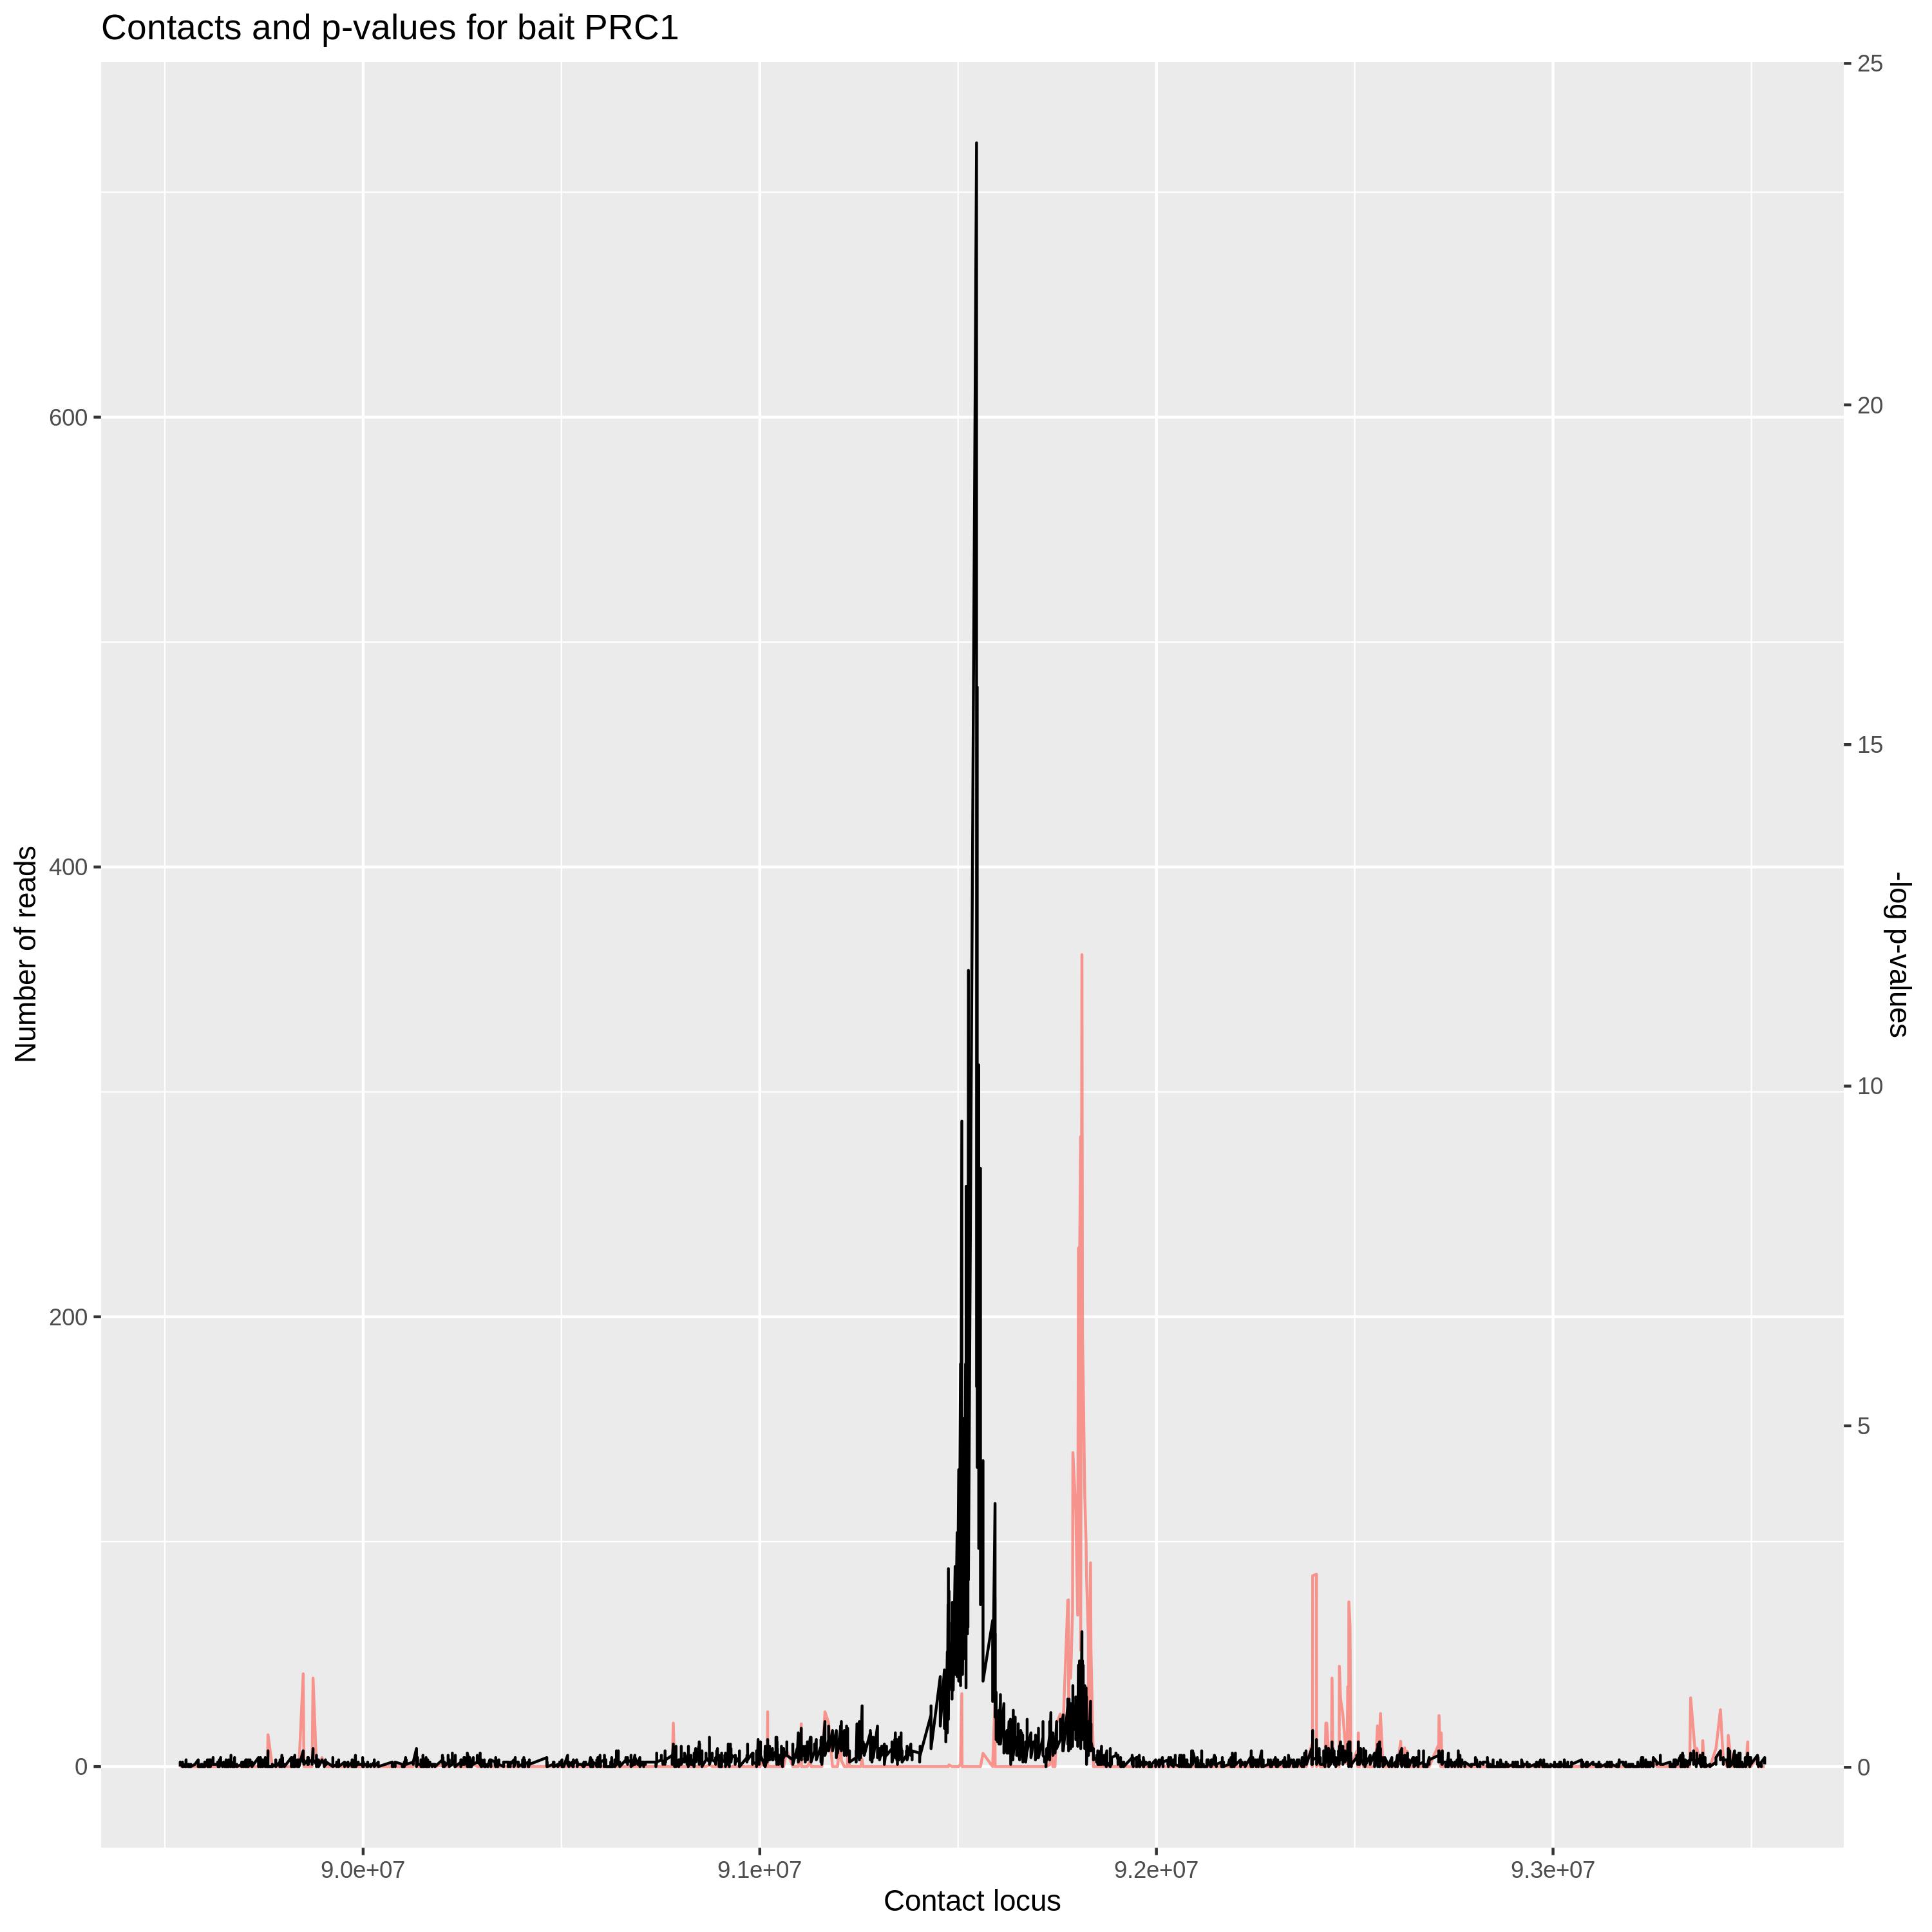 Contacts and p-values for bait PRC1
25
20
15
10
5
0
600
400
200
0
Number of reads
-log p-values
9.0e+07
9.1e+07
9.2e+07
9.3e+07
Contact locus